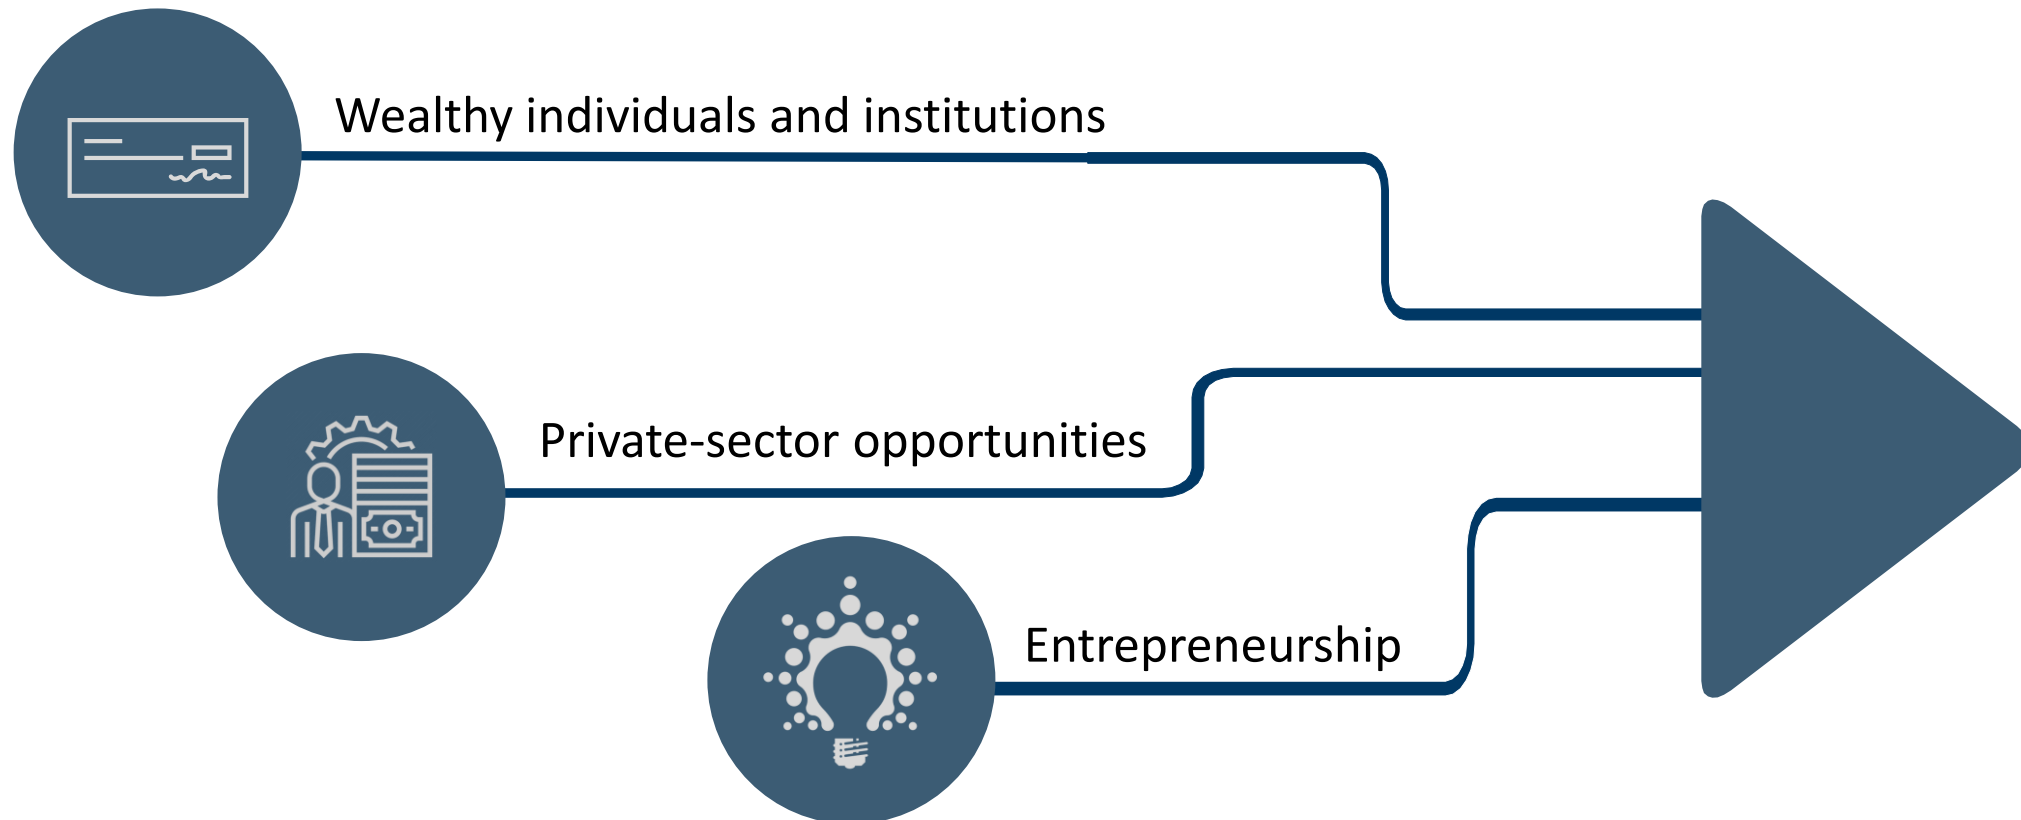 Wealthy individuals and institutions
Private-sector opportunities
Entrepreneurship